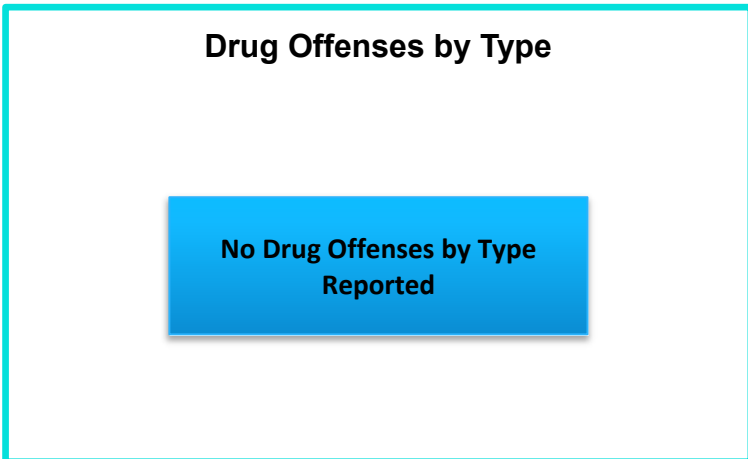 Drug Offenses by Type
No Drug Offenses by Type
Reported